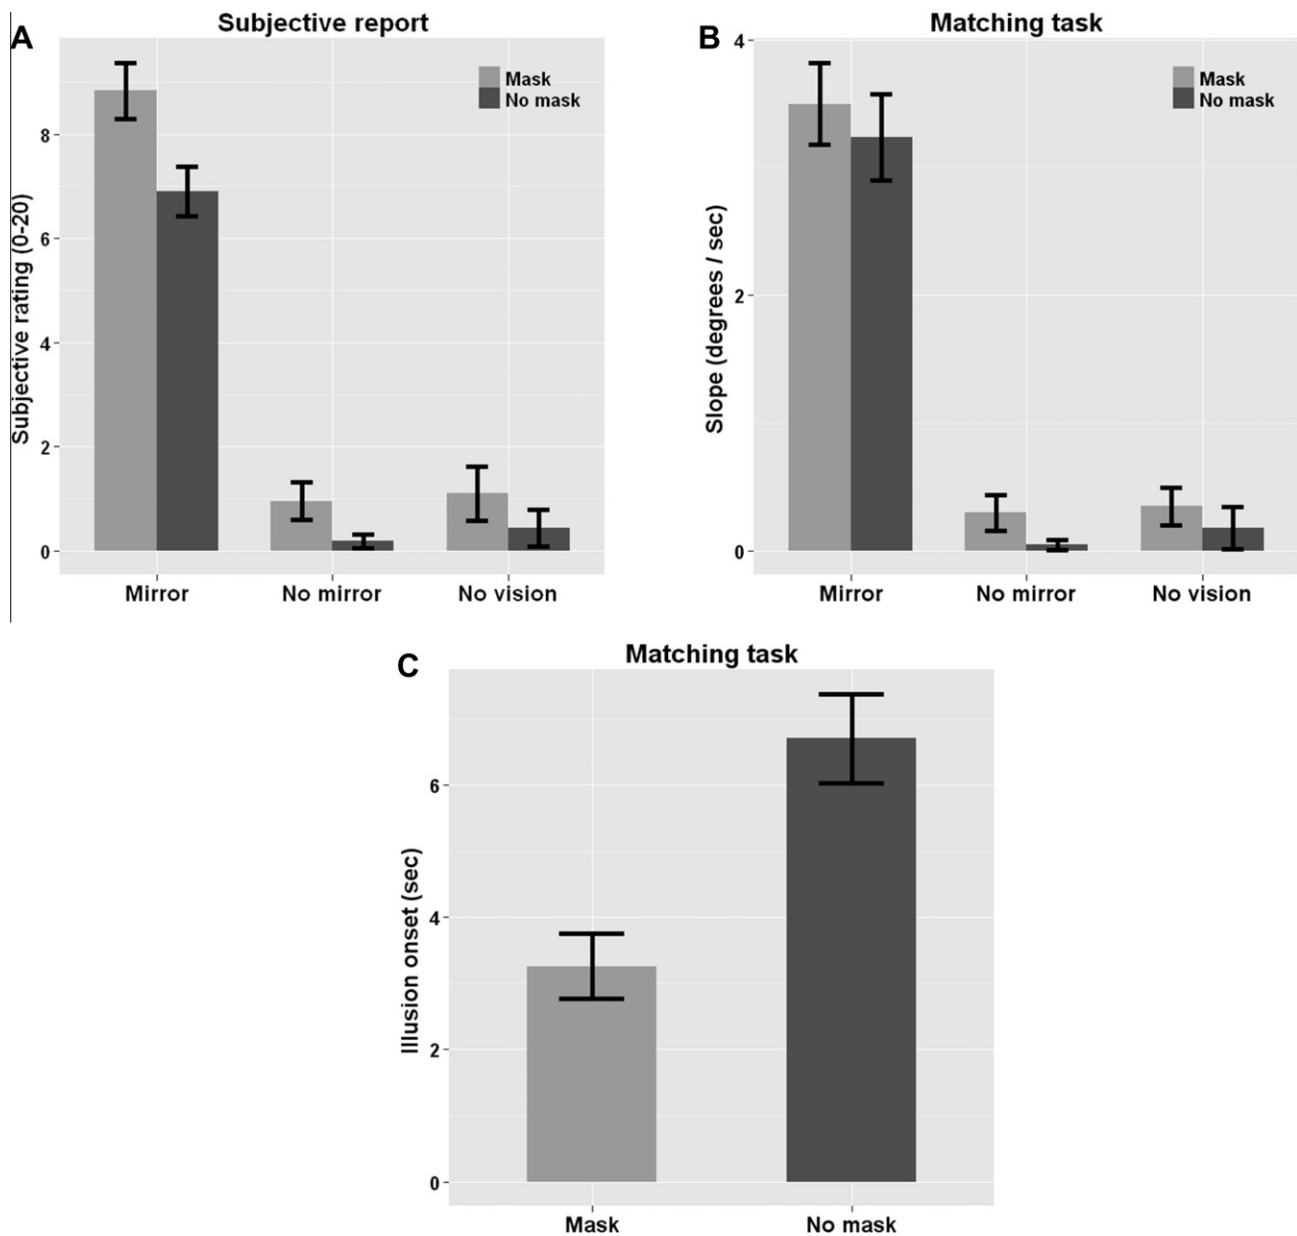 A
Subjective report
Mask
No mask
Subjective rating (0-20)
8
6
4
2
0
Mirror
No mirror
No vision
B
Matching task
Mask
No mask
Slope (degrees / sec)
4
2
0
Mirror
No mirror
No vision
C
Matching task
Illusion onset (sec)
6
4
2
0
Mask
No mask